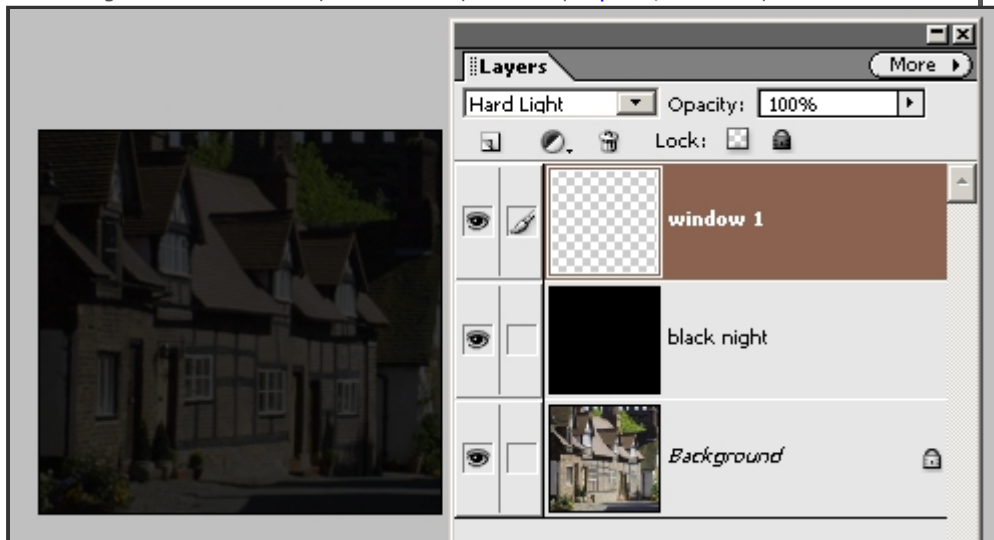 Layers
More
Hard Light
Opacity: 100%
Lock:
window 1
black night
Background